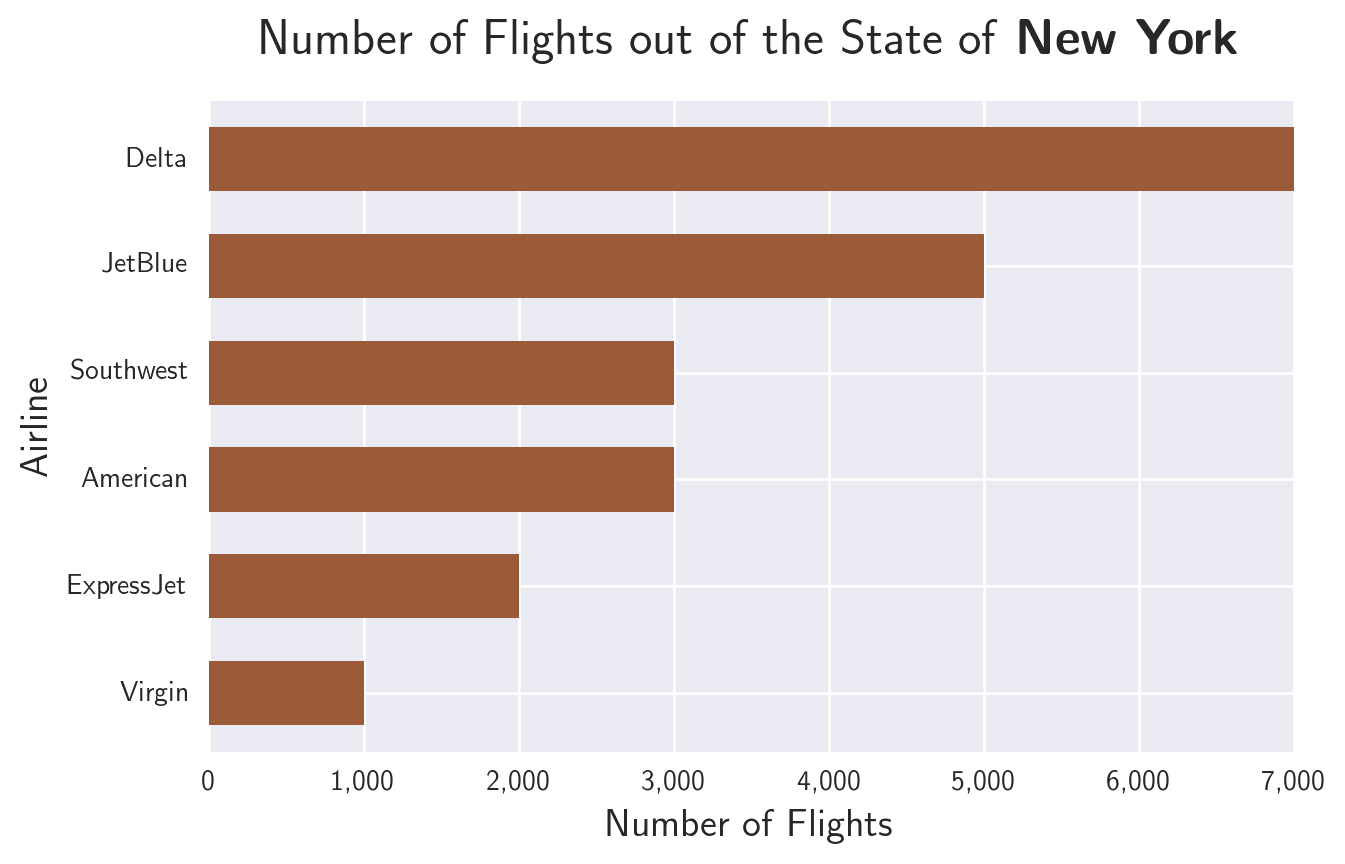 Number of Flights out of the State of New York
Delta
JetBlue
Southwest
American
ExpressJet
Virgin
Airline
0 1,000 2,000 3,000 4,000 5,000 6,000 7,000
Number of Flights